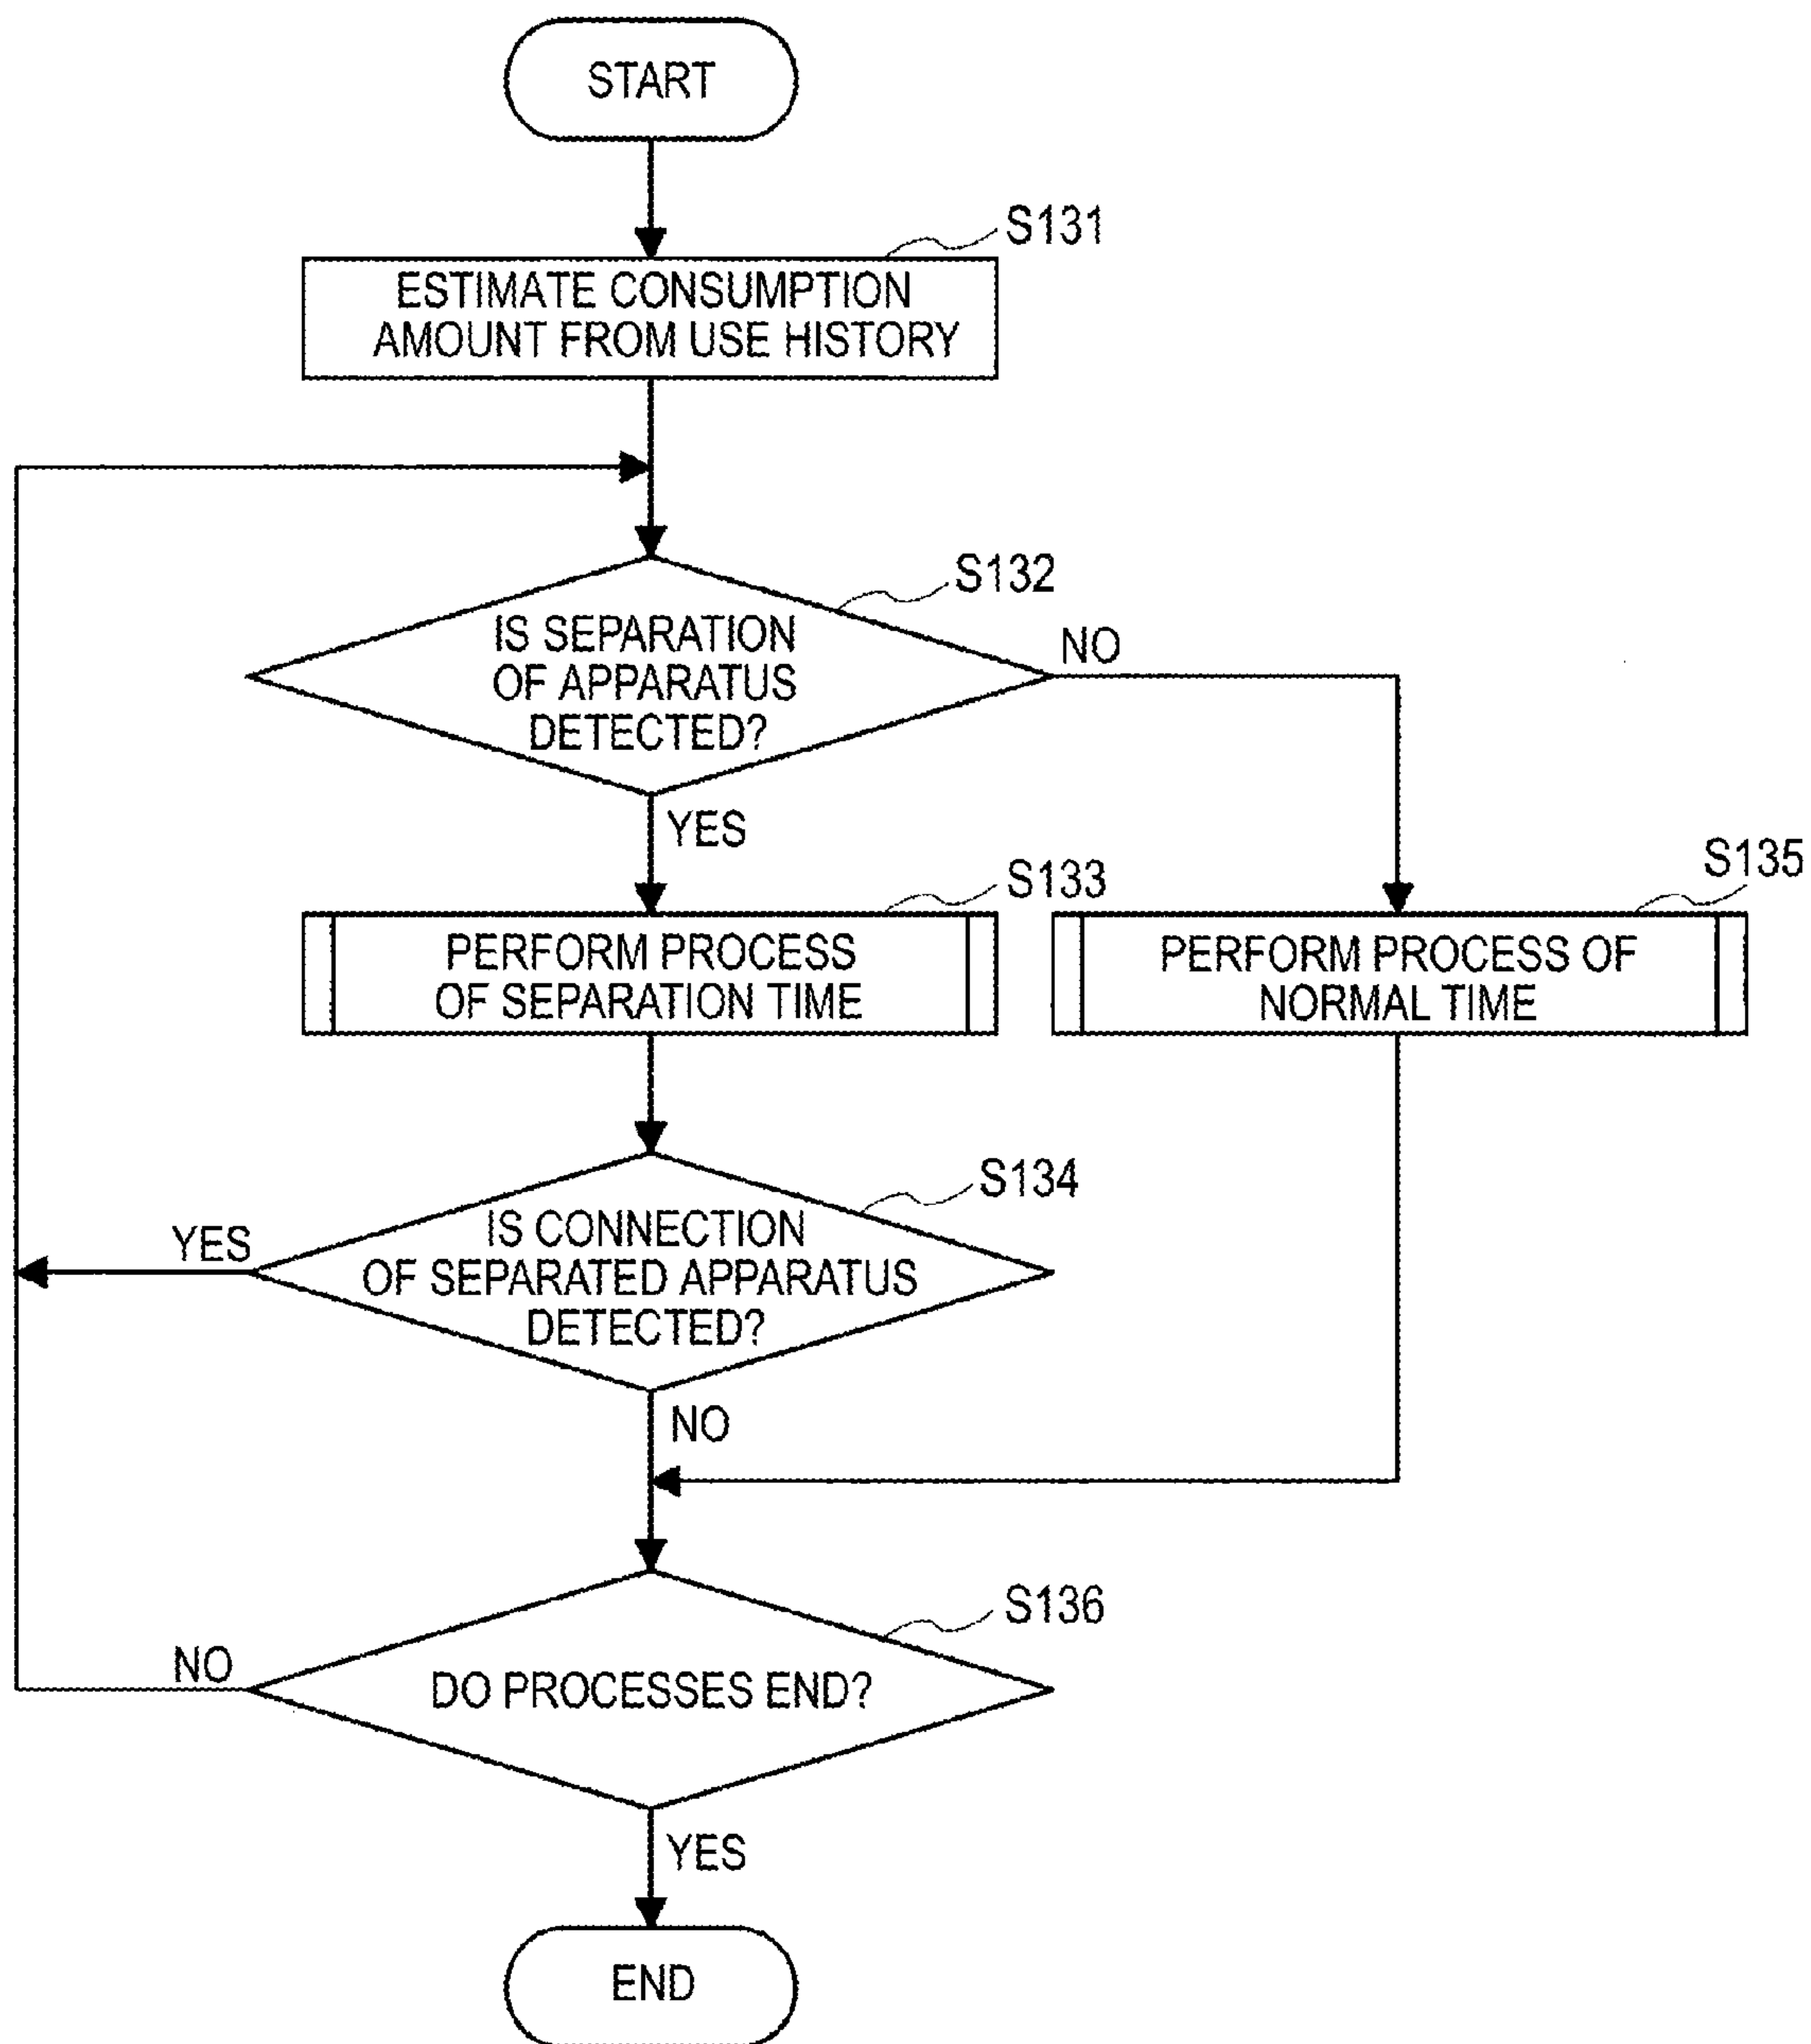 START
S131
ESTIMATE CONSUMPTION
AMOUNT FROM USE HISTORY
S132
IS SEPARATION
OF APPARATUS
DETECTED?
NO
YES
S133
PERFORM PROCESS
OF SEPARATION TIME
S135
PERFORM PROCESS OF
NORMAL TIME
S134
IS CONNECTION
OF SEPARATED APPARATUS
DETECTED?
YES
NO
S136
DO PROCESSES END?
NO
YES
END